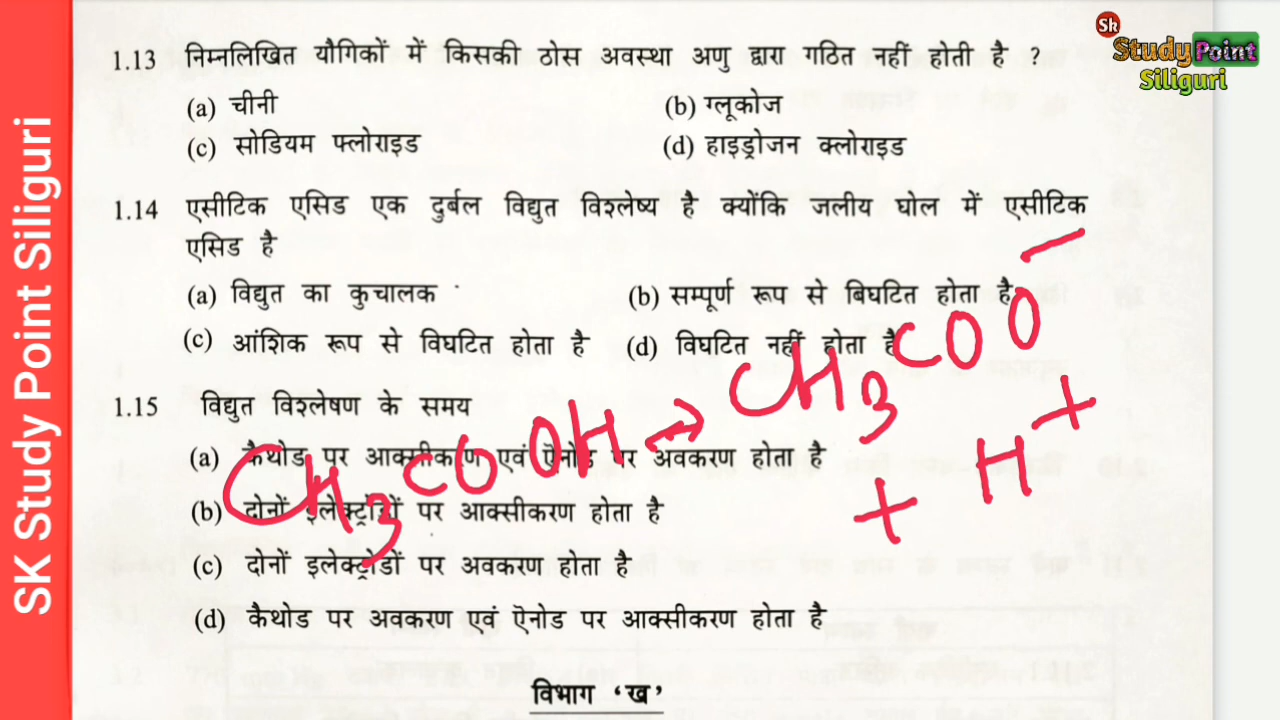 Sk
Study Point
Siliguri
SK Study Point Siliguri
1.13 निम्नलिखित यौगिकों में किसकी ठोस अवस्था अणु द्वारा गठित नहीं होती है ?
(a) चीनी (b) ग्लूकोज
(c) सोडियम फ्लोराइड (d) हाइड्रोजन क्लोराइड
1.14 एसीटिक एसिड एक दुर्बल विद्युत विश्लेष्य है क्योंकि जलीय घोल में एसीटिक
एसिड है
(a) विद्युत का कुचालक (b) सम्पूर्ण रूप से बिघटित होता है
(c) आंशिक रूप से विघटित होता है (d) विघटित नहीं होता है
CH3COOH ↔ CH3COO− + H+
1.15 विद्युत विश्लेषण के समय
(a) कैथोड पर आक्सीकरण एवं ऎनोड पर अवकरण होता है
(b) दोनों इलेक्ट्रोडों पर आक्सीकरण होता है
(c) दोनों इलेक्ट्रोडों पर अवकरण होता है
(d) कैथोड पर अवकरण एवं ऎनोड पर आक्सीकरण होता है
विभाग ‘ख’